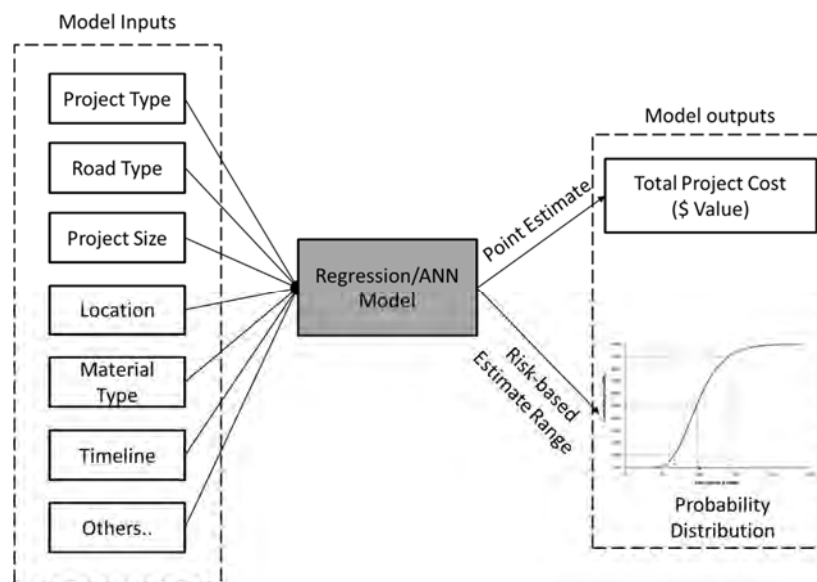 Model Inputs
Project Type
Road Type
Project Size
Location
Material
Type
Timeline
Others..
Regression/ANN
Model
Point Estimate
Risk-based
Estimate Range
Model outputs
Total Project Cost
($ Value)
Probability
Distribution